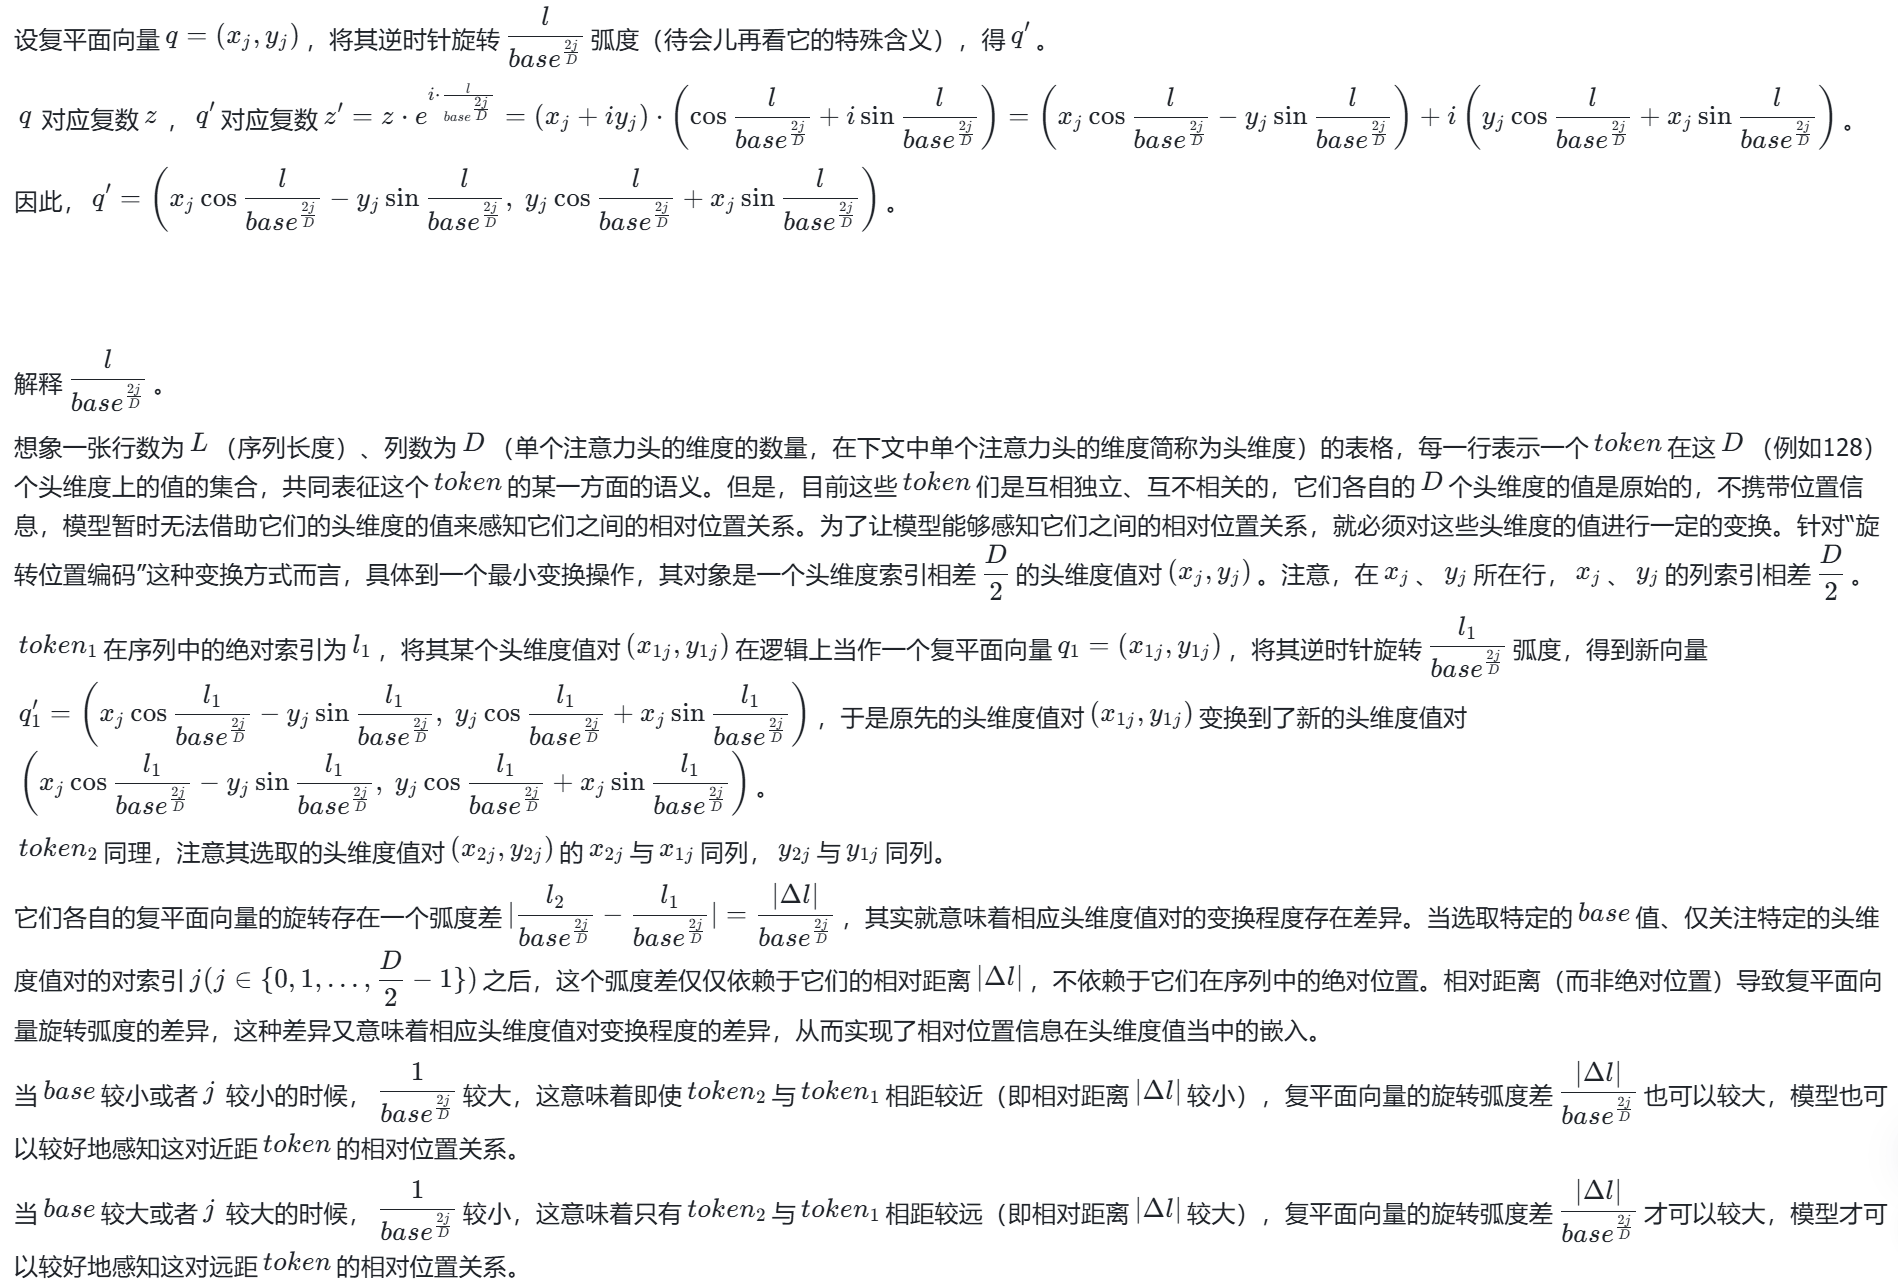 设复平面向量 $q=(x_j,y_j)$，将其逆时针旋转 $\dfrac{l}{base^{\frac{2j}{D}}}$ 弧度（待会儿再看它的特殊含义），得 $q'$。
$q$ 对应复数 $z$， $q'$ 对应复数 $z'=z\cdot e^{i\cdot\frac{l}{base^{\frac{2j}{D}}}}=(x_j+iy_j)\cdot\left(\cos\dfrac{l}{base^{\frac{2j}{D}}}+i\sin\dfrac{l}{base^{\frac{2j}{D}}}\right)=\left(x_j\cos\dfrac{l}{base^{\frac{2j}{D}}}-y_j\sin\dfrac{l}{base^{\frac{2j}{D}}}\right)+i\left(y_j\cos\dfrac{l}{base^{\frac{2j}{D}}}+x_j\sin\dfrac{l}{base^{\frac{2j}{D}}}\right)$。
因此， $q'=\left(x_j\cos\dfrac{l}{base^{\frac{2j}{D}}}-y_j\sin\dfrac{l}{base^{\frac{2j}{D}}},\ y_j\cos\dfrac{l}{base^{\frac{2j}{D}}}+x_j\sin\dfrac{l}{base^{\frac{2j}{D}}}\right)$。
解释 $\dfrac{l}{base^{\frac{2j}{D}}}$。
想象一张行数为 $L$（序列长度）、列数为 $D$（单个注意力头的维度的数量，在下文中单个注意力头的维度简称为头维度）的表格，每一行表示一个 $token$ 在这 $D$（例如128）
个头维度上的值的集合，共同表征这个 $token$ 的某一方面的语义。但是，目前这些 $token$ 们是互相独立、互不相关的，它们各自的 $D$ 个头维度的值是原始的，不携带位置信
息，模型暂时无法借助它们的头维度的值来感知它们之间的相对位置关系。为了让模型能够感知它们之间的相对位置关系，就必须对这些头维度的值进行一定的变换。针对“旋
转位置编码”这种变换方式而言，具体到一个最小变换操作，其对象是一个头维度索引相差 $\dfrac{D}{2}$ 的头维度值对 $(x_j,y_j)$。注意，在 $x_j$、$y_j$ 所在行， $x_j$、$y_j$ 的列索引相差 $\dfrac{D}{2}$。
$token_1$ 在序列中的绝对索引为 $l_1$，将其某个头维度值对 $(x_{1j},y_{1j})$ 在逻辑上当作一个复平面向量 $q_1=(x_{1j},y_{1j})$，将其逆时针旋转 $\dfrac{l_1}{base^{\frac{2j}{D}}}$ 弧度，得到新向量
$q_1'=\left(x_j\cos\dfrac{l_1}{base^{\frac{2j}{D}}}-y_j\sin\dfrac{l_1}{base^{\frac{2j}{D}}},\ y_j\cos\dfrac{l_1}{base^{\frac{2j}{D}}}+x_j\sin\dfrac{l_1}{base^{\frac{2j}{D}}}\right)$，于是原先的头维度值对 $(x_{1j},y_{1j})$ 变换到了新的头维度值对
$\left(x_j\cos\dfrac{l_1}{base^{\frac{2j}{D}}}-y_j\sin\dfrac{l_1}{base^{\frac{2j}{D}}},\ y_j\cos\dfrac{l_1}{base^{\frac{2j}{D}}}+x_j\sin\dfrac{l_1}{base^{\frac{2j}{D}}}\right)$。
$token_2$ 同理，注意其选取的头维度值对 $(x_{2j},y_{2j})$ 的 $x_{2j}$ 与 $x_{1j}$ 同列， $y_{2j}$ 与 $y_{1j}$ 同列。
它们各自的复平面向量的旋转存在一个弧度差 $|\dfrac{l_2}{base^{\frac{2j}{D}}}-\dfrac{l_1}{base^{\frac{2j}{D}}}|=\dfrac{|\Delta l|}{base^{\frac{2j}{D}}}$，其实就意味着相应头维度值对的变换程度存在差异。当选取特定的 $base$ 值、仅关注特定的头维
度值对的对索引 $j(j\in\{0,1,\ldots,\dfrac{D}{2}-1\})$ 之后，这个弧度差仅仅依赖于它们的相对距离 $|\Delta l|$，不依赖于它们在序列中的绝对位置。相对距离（而非绝对位置）导致复平面向
量旋转弧度的差异，这种差异又意味着相应头维度值对变换程度的差异，从而实现了相对位置信息在头维度值当中的嵌入。
当 $base$ 较小或者 $j$ 较小的时候， $\dfrac{1}{base^{\frac{2j}{D}}}$ 较大，这意味着即使 $token_2$ 与 $token_1$ 相距较近（即相对距离 $|\Delta l|$ 较小），复平面向量的旋转弧度差 $\dfrac{|\Delta l|}{base^{\frac{2j}{D}}}$ 也可以较大，模型也可
以较好地感知这对近距 $token$ 的相对位置关系。
当 $base$ 较大或者 $j$ 较大的时候， $\dfrac{1}{base^{\frac{2j}{D}}}$ 较小，这意味着只有 $token_2$ 与 $token_1$ 相距较远（即相对距离 $|\Delta l|$ 较大），复平面向量的旋转弧度差 $\dfrac{|\Delta l|}{base^{\frac{2j}{D}}}$ 才可以较大，模型才可
以较好地感知这对远距 $token$ 的相对位置关系。